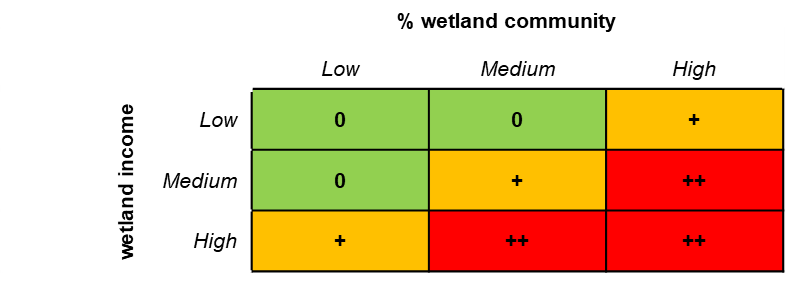 % wetland community
Low Medium High
wetland income
Low 0 0 +
Medium 0 + ++
High + ++ ++